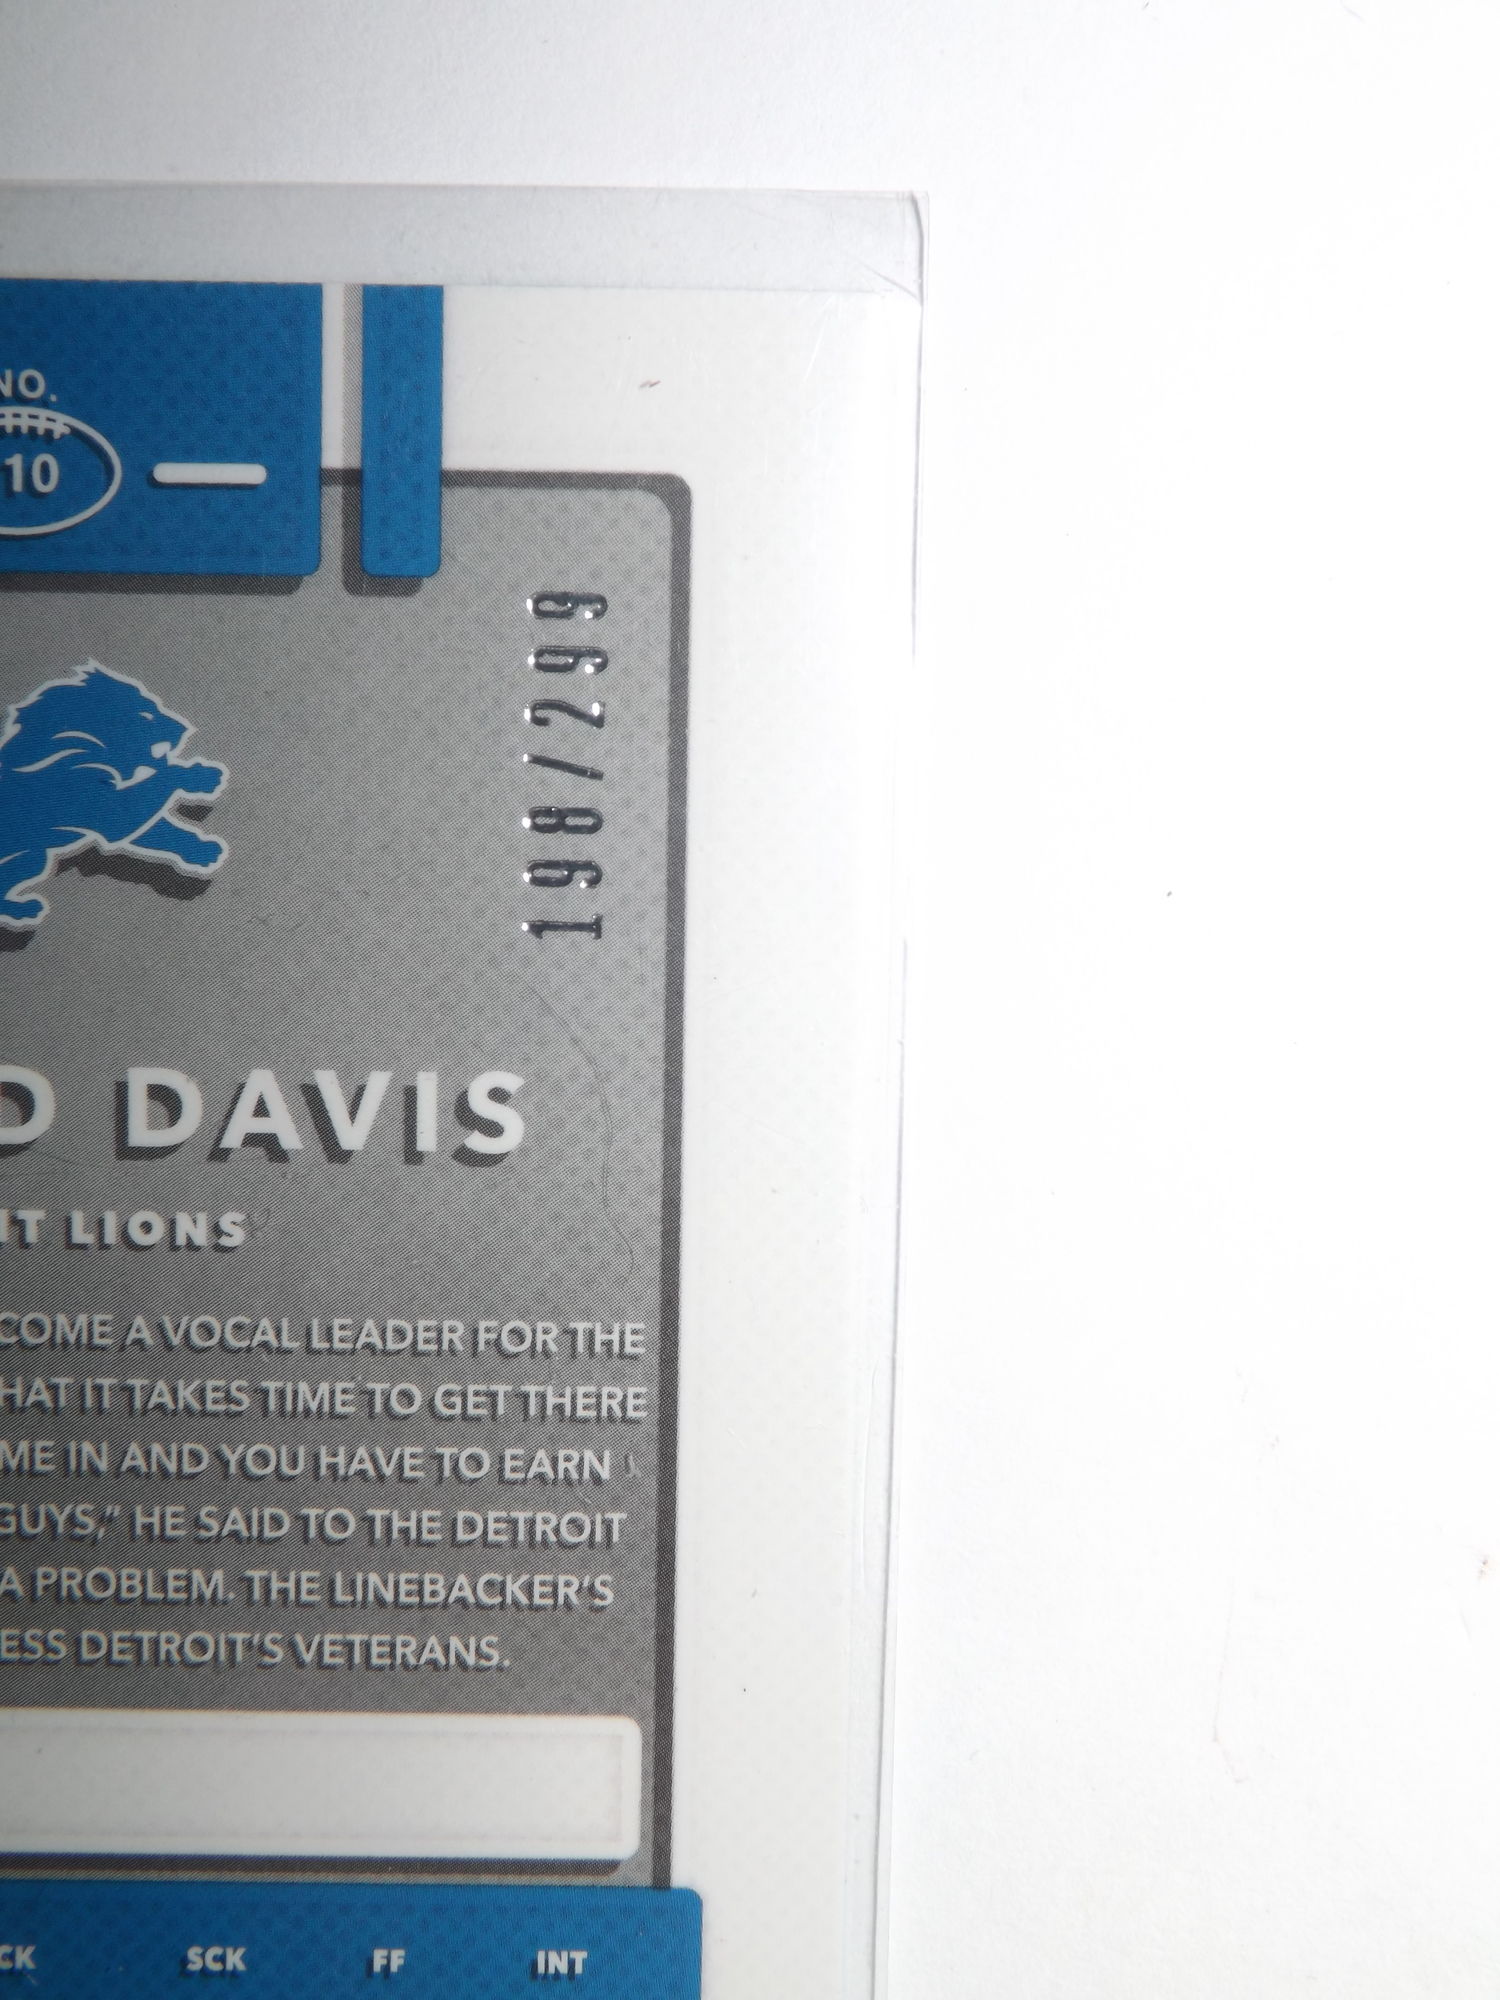 NO.
10
198/299
D DAVIS
IT LIONS
COME A VOCAL LEADER FOR THE
HAT IT TAKES TIME TO GET THERE
ME IN AND YOU HAVE TO EARN
GUYS," HE SAID TO THE DETROIT
A PROBLEM. THE LINEBACKER'S
ESS DETROIT'S VETERANS.
CK SCK FF INT